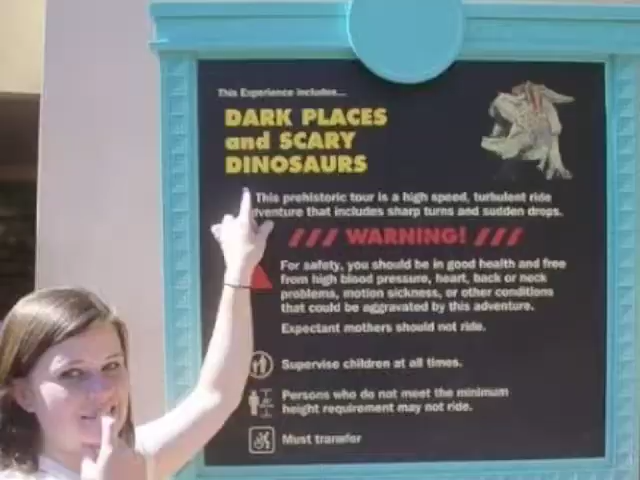 This Experience includes...
DARK PLACES
and SCARY
DINOSAURS
This prehistoric tour is a high speed, turbulent ride
dventure that includes sharp turns and sudden drops.
WARNING!
For safety, you should be in good health and free
from high blood pressure, heart, back or neck
problems, motion sickness, or other conditions
that could be aggravated by this adventure.
Expectant mothers should not ride.
Supervise children at all times.
Persons who do not meet the minimum
height requirement may not ride.
Must transfer